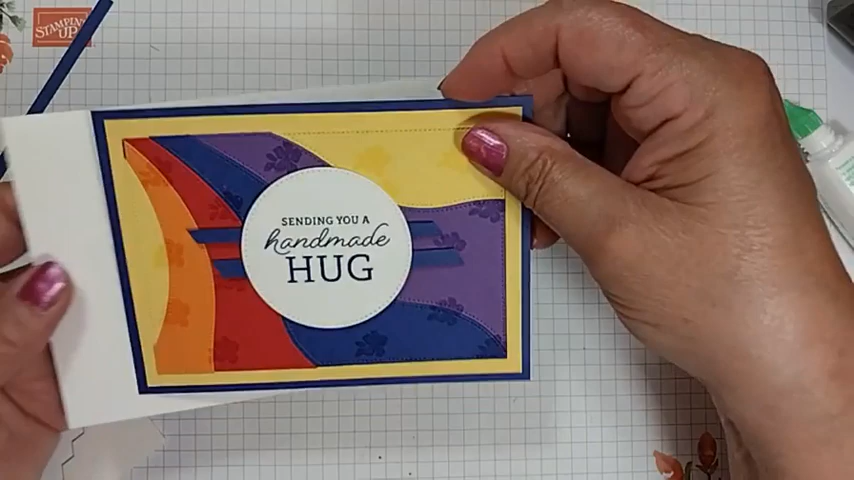 STAMPIN'
UP!
SENDING YOU A
handmade
HUG